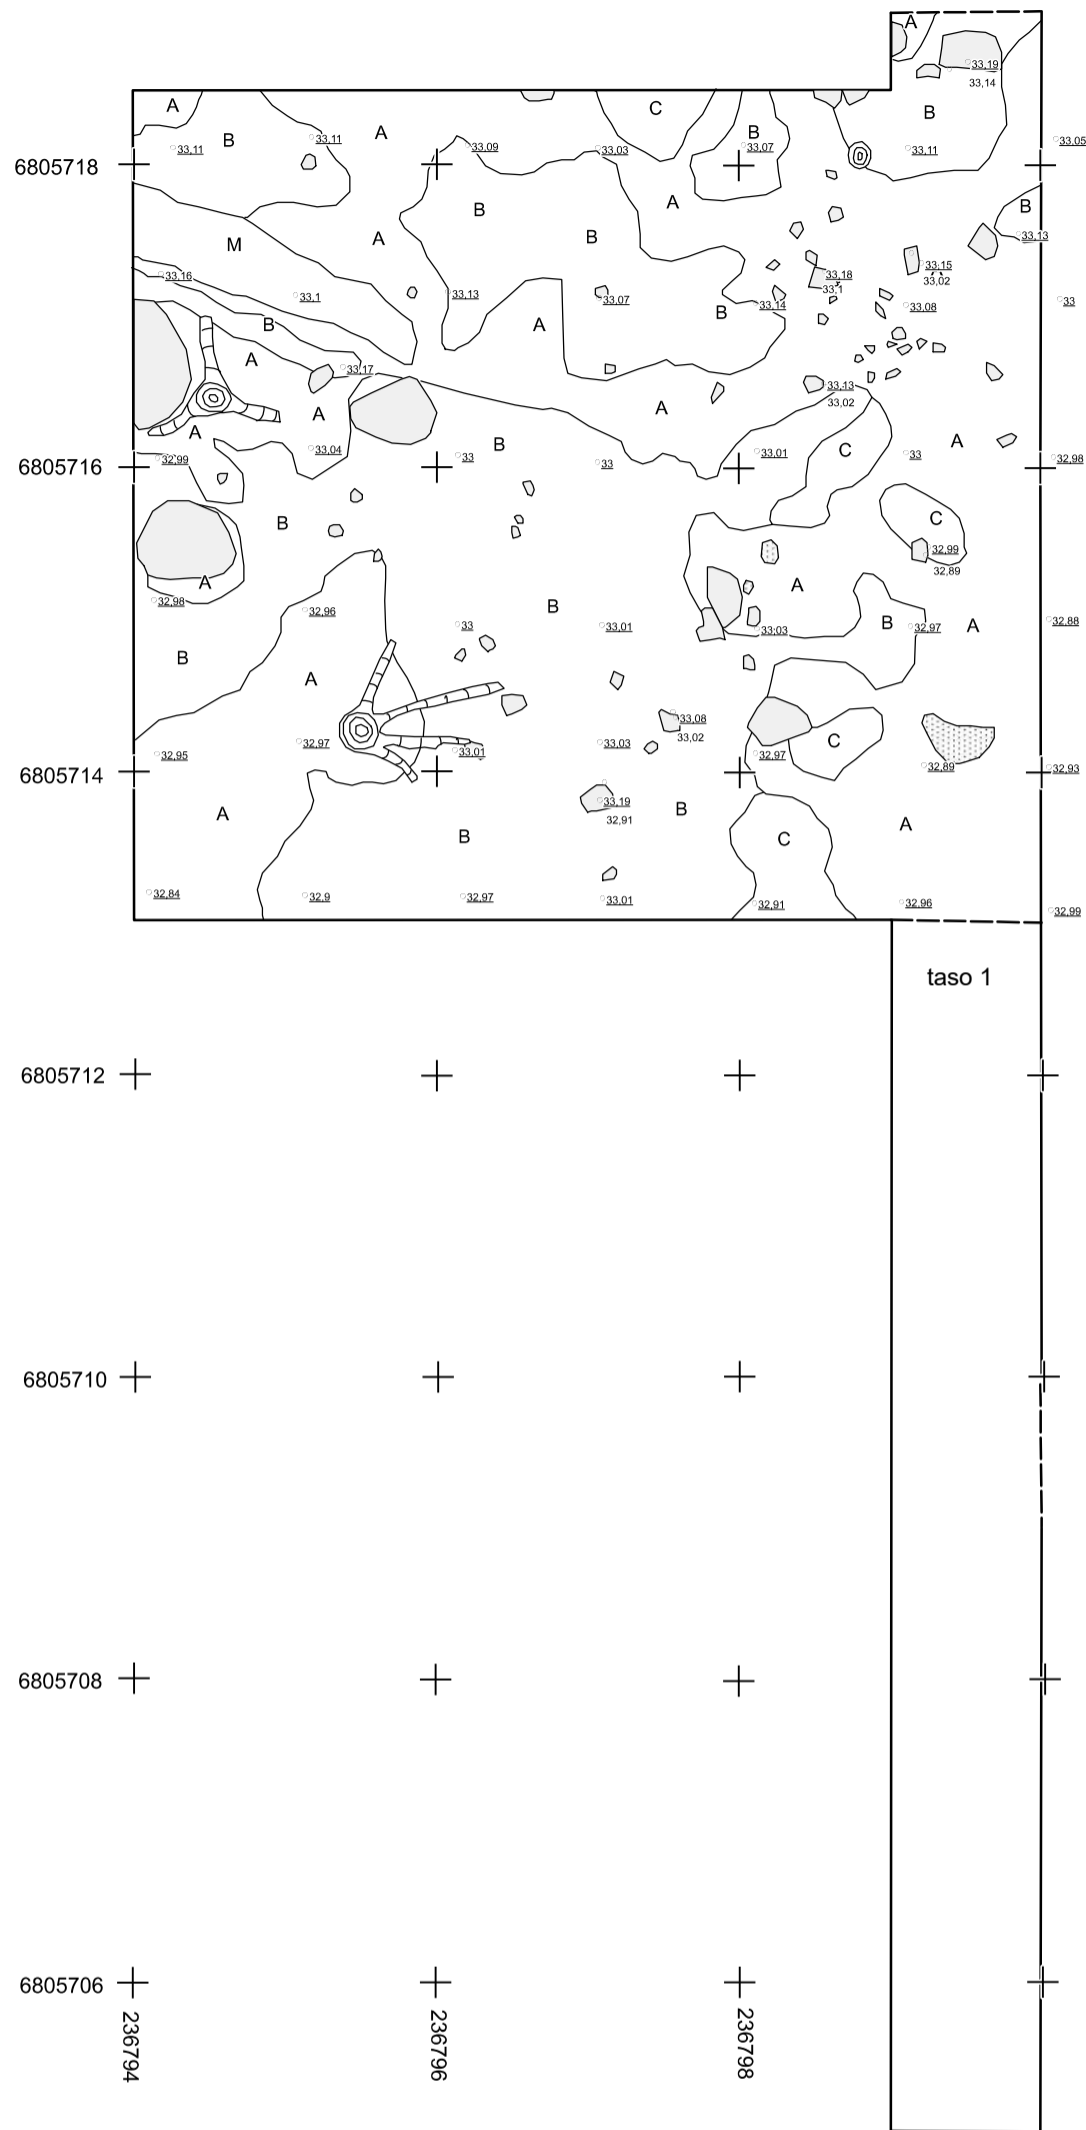 A
33,19
33,14
A
C
B
A
B
B
A
33,11
33,11
33,09
33,03
33,07
33,11
33,05
6805718
B
A
B
33,13
B
A
B
M
33,16
33,1
33,13
33,07
33,14
33,18
33,1
33,15
33,02
33,08
33
B
A
B
A
33,17
A
A
33,13
33,02
A
B
C
A
33,04
32,99
33
33
33,01
33
32,98
6805716
B
C
32,99
32,89
A
A
32,98
32,96
B
33
33,01
33,03
B
32,97
A
32,88
B
A
33,08
33,02
C
32,97
33,01
33,03
32,95
32,97
32,89
32,93
6805714
33,19
32,91
A
B
B
C
A
32,84
32,9
32,97
33,01
32,91
32,96
32,99
taso 1
6805712
6805710
6805708
6805706
236794
236796
236798